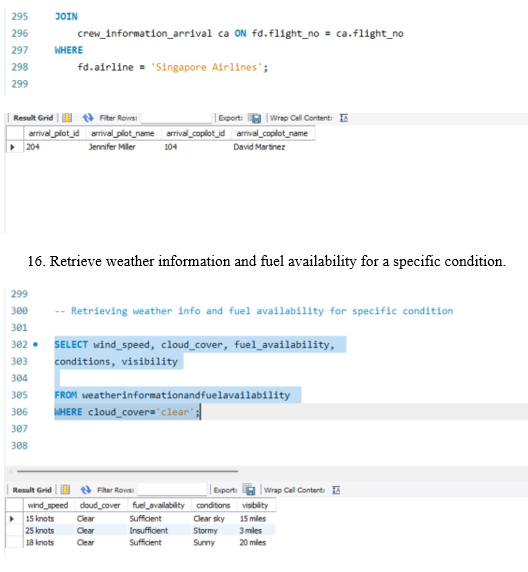 295 JOIN
296 crew_information_arrival ca ON fd.flight_no = ca.flight_no
297 WHERE
298 fd.airline = 'Singapore Airlines';
299
Result Grid Filter Rows: Export: Wrap Cell Content:
arrival_pilot_id arrival_pilot_name arrival_copilot_id arrival_copilot_name
204 Jennifer Miller 104 David Martinez
16. Retrieve weather information and fuel availability for a specific condition.
299
300 -- Retrieving weather info and fuel availability for specific condition
301
302 SELECT wind_speed, cloud_cover, fuel_availability,
303 conditions, visibility
304
305 FROM weatherinformationandfuelavailability
306 WHERE cloud_cover='clear';
307
308
Result Grid Filter Rows: Export: Wrap Cell Content:
wind_speed cloud_cover fuel_availability conditions visibility
15 knots Clear Sufficient Clear sky 15 miles
25 knots Clear Insufficient Stormy 3 miles
18 knots Clear Sufficient Sunny 20 miles